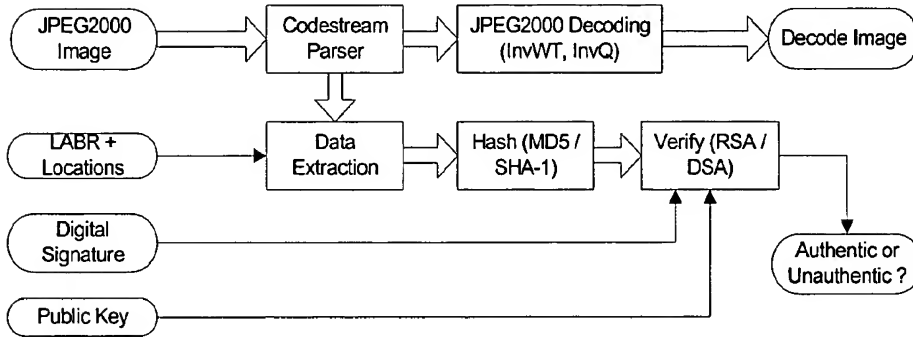 JPEG2000
Image
Codestream
Parser
JPEG2000 Decoding
(InvWT, InvQ)
Decode Image
LABR +
Locations
Data
Extraction
Hash (MD5 /
SHA-1)
Verify (RSA /
DSA)
Digital
Signature
Authentic or
Unauthentic ?
Public Key